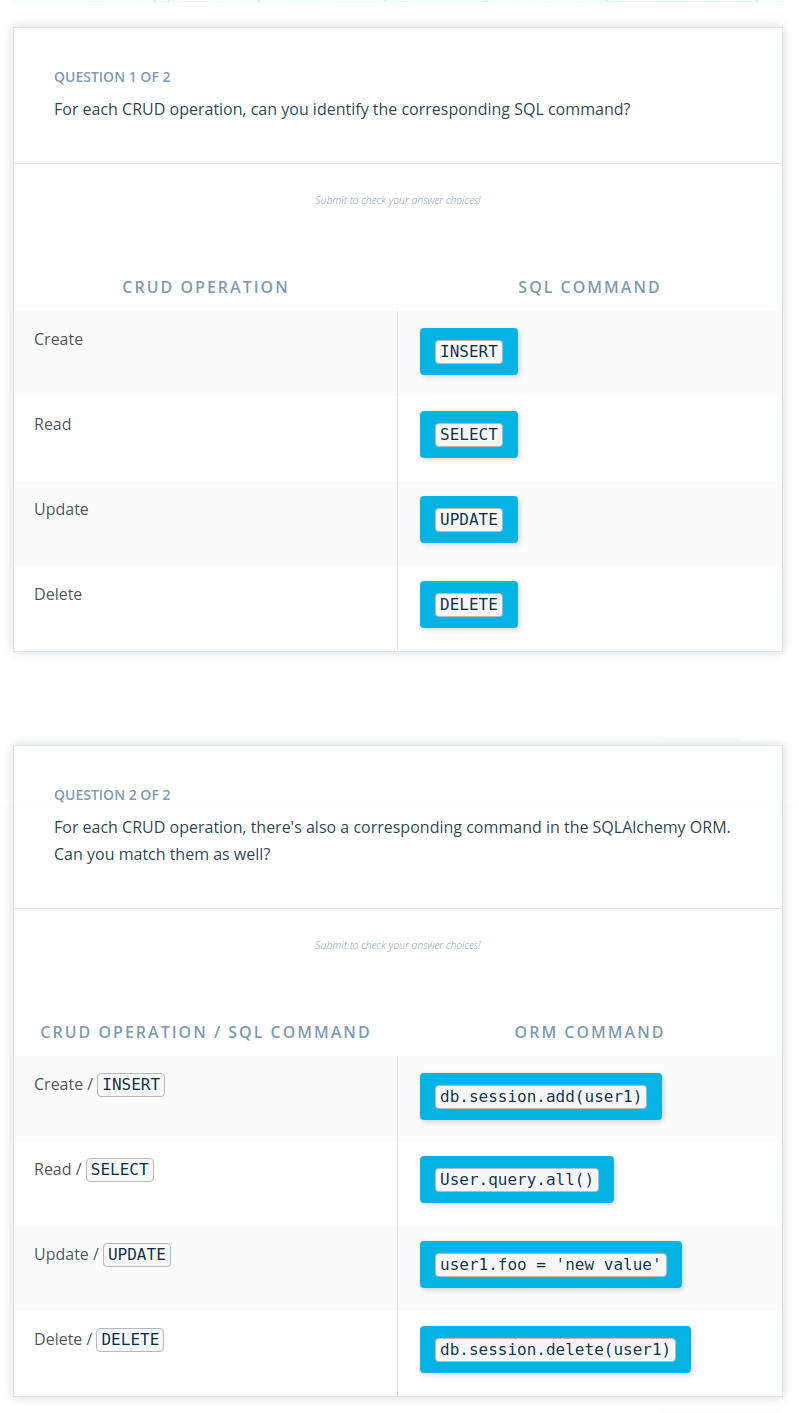 QUESTION 1 OF 2
For each CRUD operation, can you identify the corresponding SQL command?
Submit to check your answer choices!
CRUD OPERATION SQL COMMAND
Create INSERT
Read SELECT
Update UPDATE
Delete DELETE
QUESTION 2 OF 2
For each CRUD operation, there's also a corresponding command in the SQLAlchemy ORM.
Can you match them as well?
Submit to check your answer choices!
CRUD OPERATION / SQL COMMAND ORM COMMAND
Create / INSERT db.session.add(user1)
Read / SELECT User.query.all()
Update / UPDATE user1.foo = 'new value'
Delete / DELETE db.session.delete(user1)